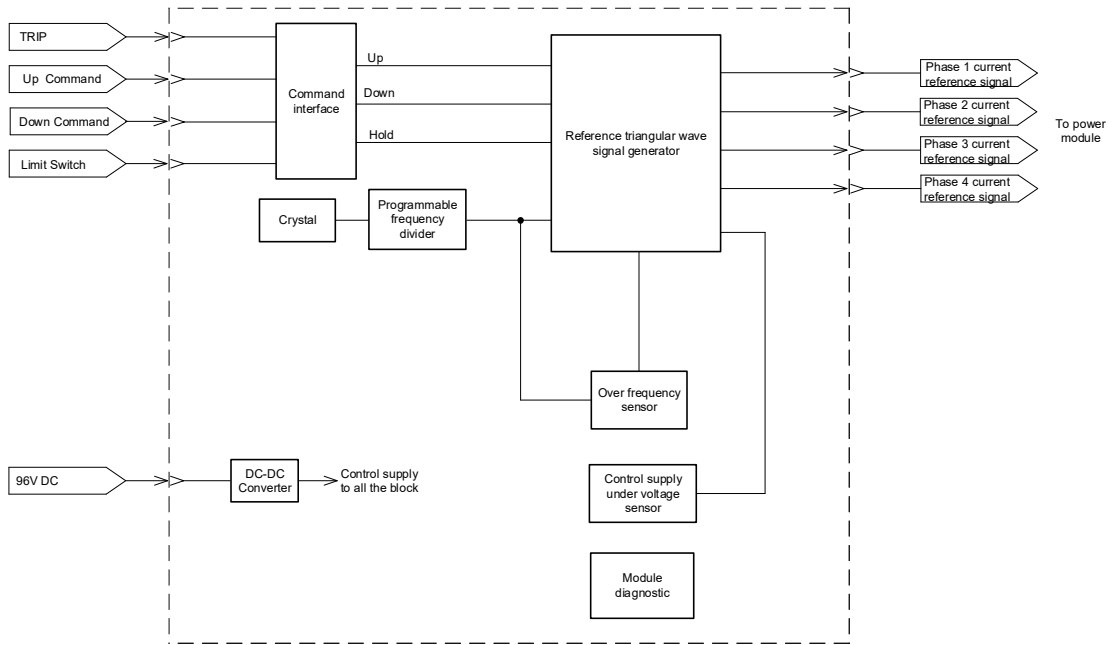 TRIP
Up Command
Down Command
Limit Switch
Command
interface
Up
Down
Hold
Reference triangular wave
signal generator
Phase 1 current
reference signal
Phase 2 current
reference signal
Phase 3 current
reference signal
Phase 4 current
reference signal
To power
module
Crystal
Programmable
frequency
divider
Over frequency
sensor
96V DC
DC-DC
Converter
Control supply
to all the block
Control supply
under voltage
sensor
Module
diagnostic